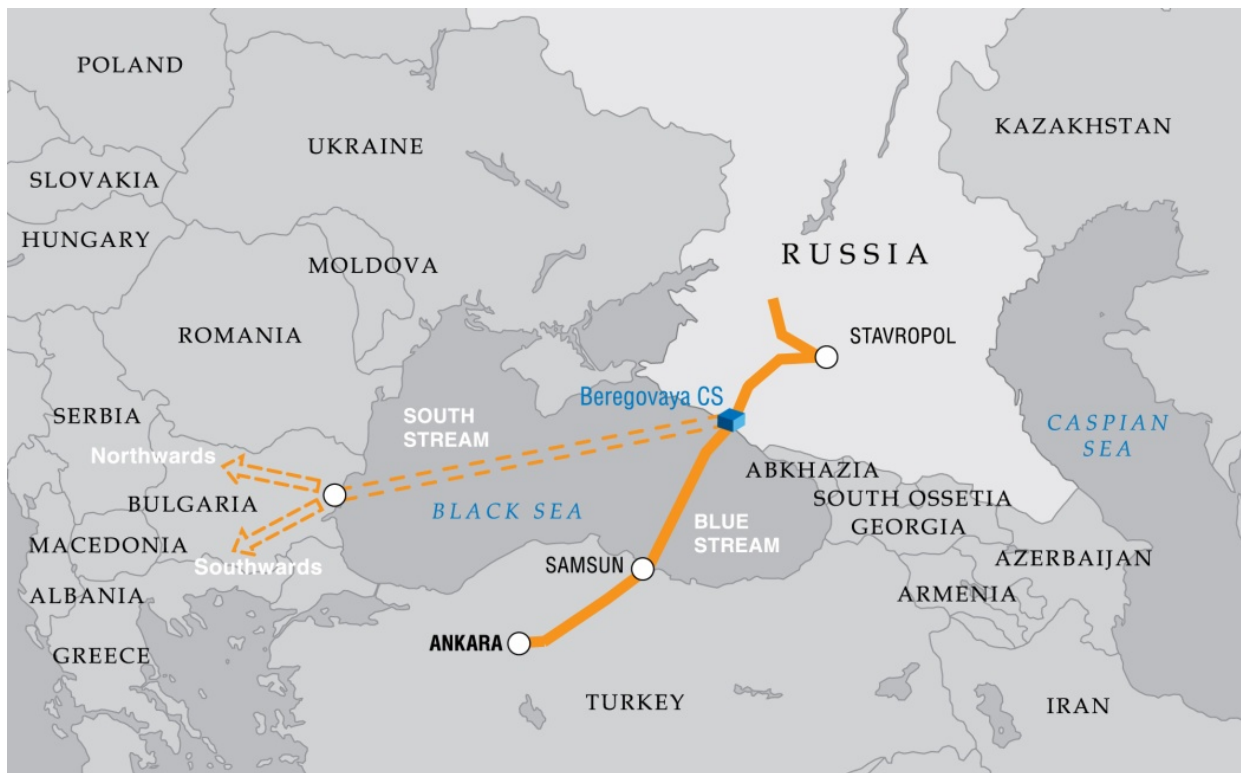 POLAND
UKRAINE
KAZAKHSTAN
SLOVAKIA
HUNGARY
RUSSIA
MOLDOVA
ROMANIA
STAVROPOL
Beregovaya CS
SERBIA
SOUTH
STREAM
CASPIAN
SEA
Northwards
ABKHAZIA
BULGARIA
SOUTH OSSETIA
BLACK SEA
BLUE
STREAM
GEORGIA
MACEDONIA
AZERBAIJAN
Southwards
SAMSUN
ALBANIA
ARMENIA
ANKARA
GREECE
TURKEY
IRAN